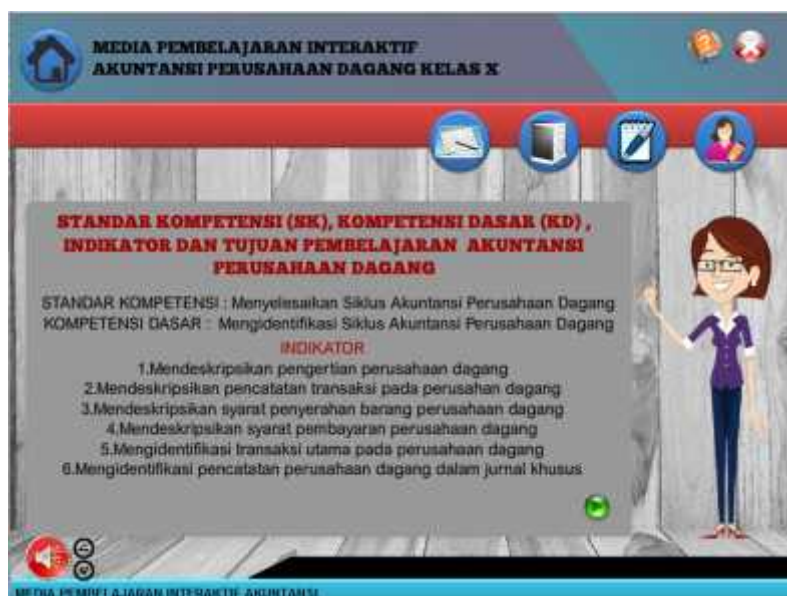 MEDIA PEMBELAJARAN INTERAKTIF
AKUNTANSI PERUSAHAAN DAGANG KELAS X
STANDAR KOMPETENSI (SK), KOMPETENSI DASAR (KD) ,
INDIKATOR DAN TUJUAN PEMBELAJARAN AKUNTANSI
PERUSAHAAN DAGANG
STANDAR KOMPETENSI : Menyelesaikan Siklus Akuntansi Perusahaan Dagang
KOMPETENSI DASAR : Mengidentifikasi Siklus Akuntansi Perusahaan Dagang
INDIKATOR
1.Mendeskripsikan pengertian perusahaan dagang
2.Mendeskripsikan pencatatan transaksi pada perusahan dagang
3.Mendeskripsikan syarat penyerahan barang perusahaan dagang
4.Mendeskripsikan syarat pembayaran perusahaan dagang
5.Mengidentifikasi transaksi utama pada perusahaan dagang
6.Mengidentifikasi pencatatan perusahaan dagang dalam jurnal khusus
MEDIA PEMBELAJARAN INTERAKTIF AKUNTANSI